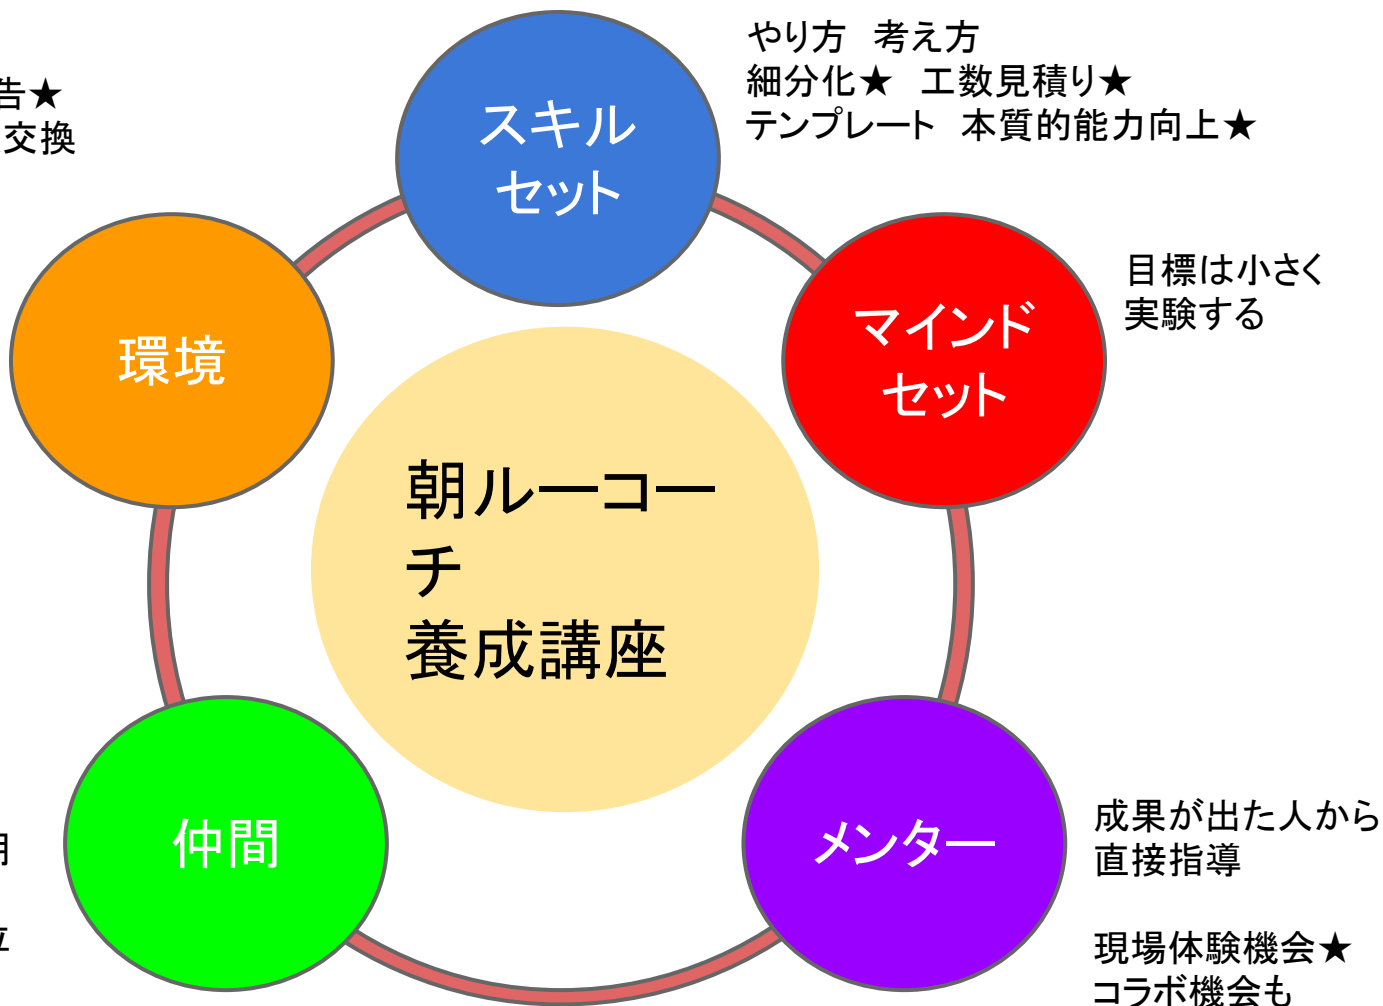 告★
交換
スキル
セット
やり方　考え方
細分化★　工数見積り★
テンプレート　本質的能力向上★
環境
マインド
セット
目標は小さく
実験する
朝ルーコー
チ
養成講座
仲間
メンター
成果が出た人から
直接指導
現場体験機会★
コラボ機会も